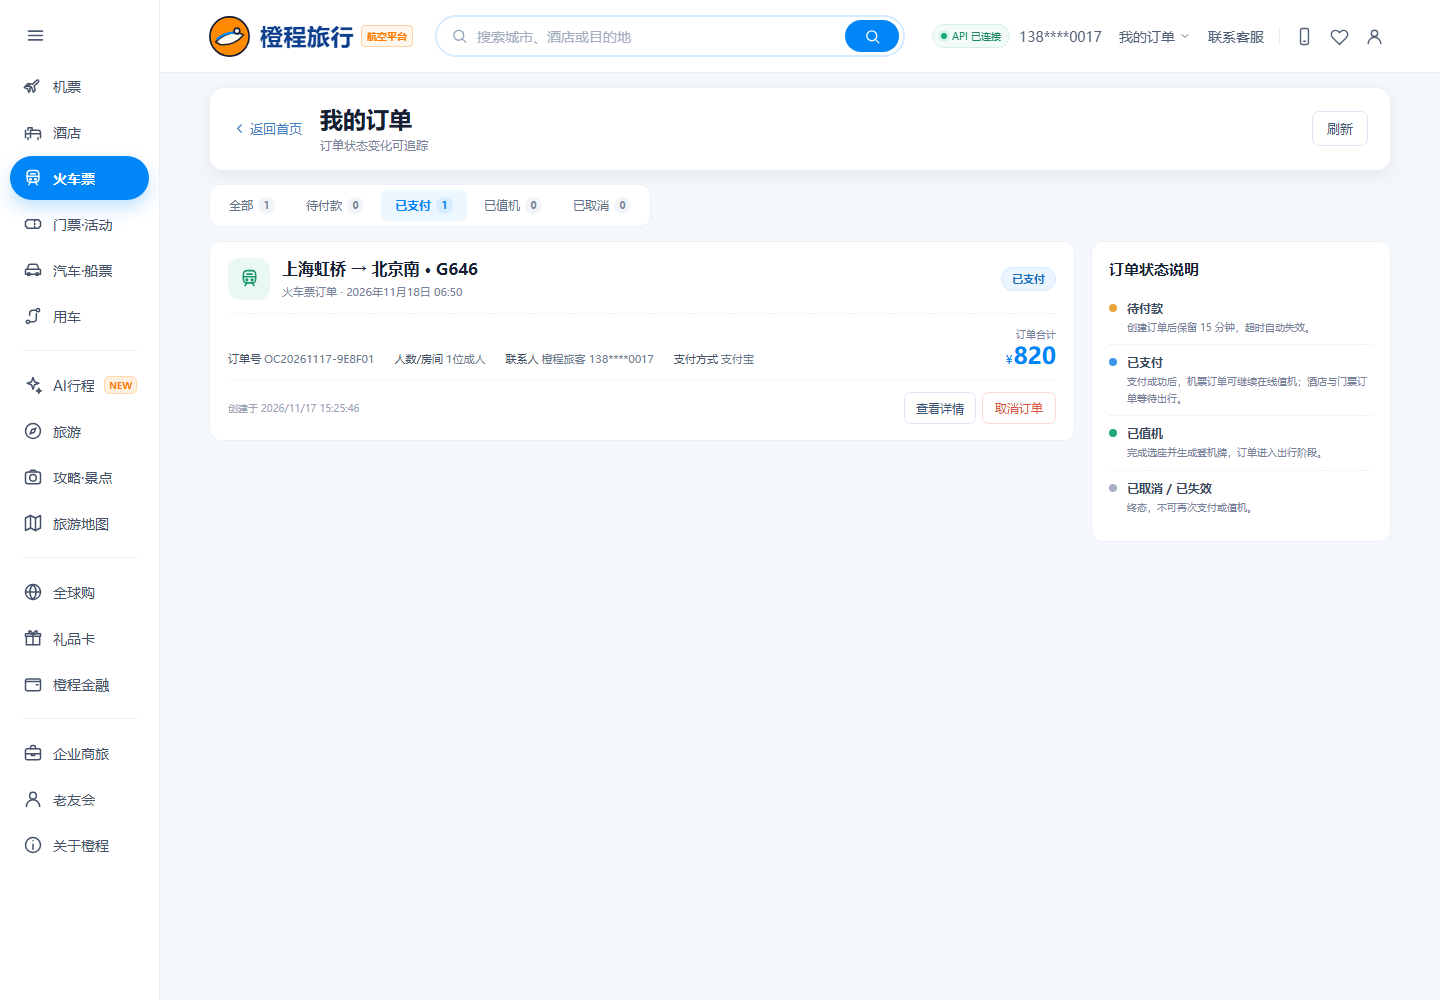 橙程旅行 航空平台
搜索城市、酒店或目的地
API 已连接 138****0017 我的订单 联系客服
机票
酒店
火车票
门票·活动
汽车·船票
用车
AI行程 NEW
旅游
攻略·景点
旅游地图
全球购
礼品卡
橙程金融
企业商旅
老友会
关于橙程
返回首页
我的订单
订单状态变化可追踪
刷新
全部 1 待付款 0 已支付 1 已值机 0 已取消 0
上海虹桥 → 北京南 • G646
火车票订单 · 2026年11月18日 06:50
已支付
订单合计
¥820
订单号 OC20261117-9E8F01 人数/房间 1位成人 联系人 橙程旅客 138****0017 支付方式 支付宝
创建于 2026/11/17 15:25:46
查看详情 取消订单
订单状态说明
待付款
创建订单后保留 15 分钟，超时自动失效。
已支付
支付成功后，机票订单可继续在线值机；酒店与门票订
单等待出行。
已值机
完成选座并生成登机牌，订单进入出行阶段。
已取消 / 已失效
终态，不可再次支付或值机。